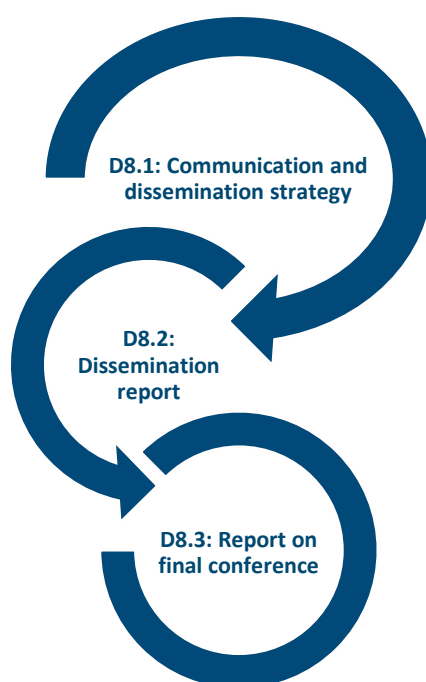 D8.1: Communication and
dissemination strategy
D8.2:
Dissemination
report
D8.3: Report on
final conference